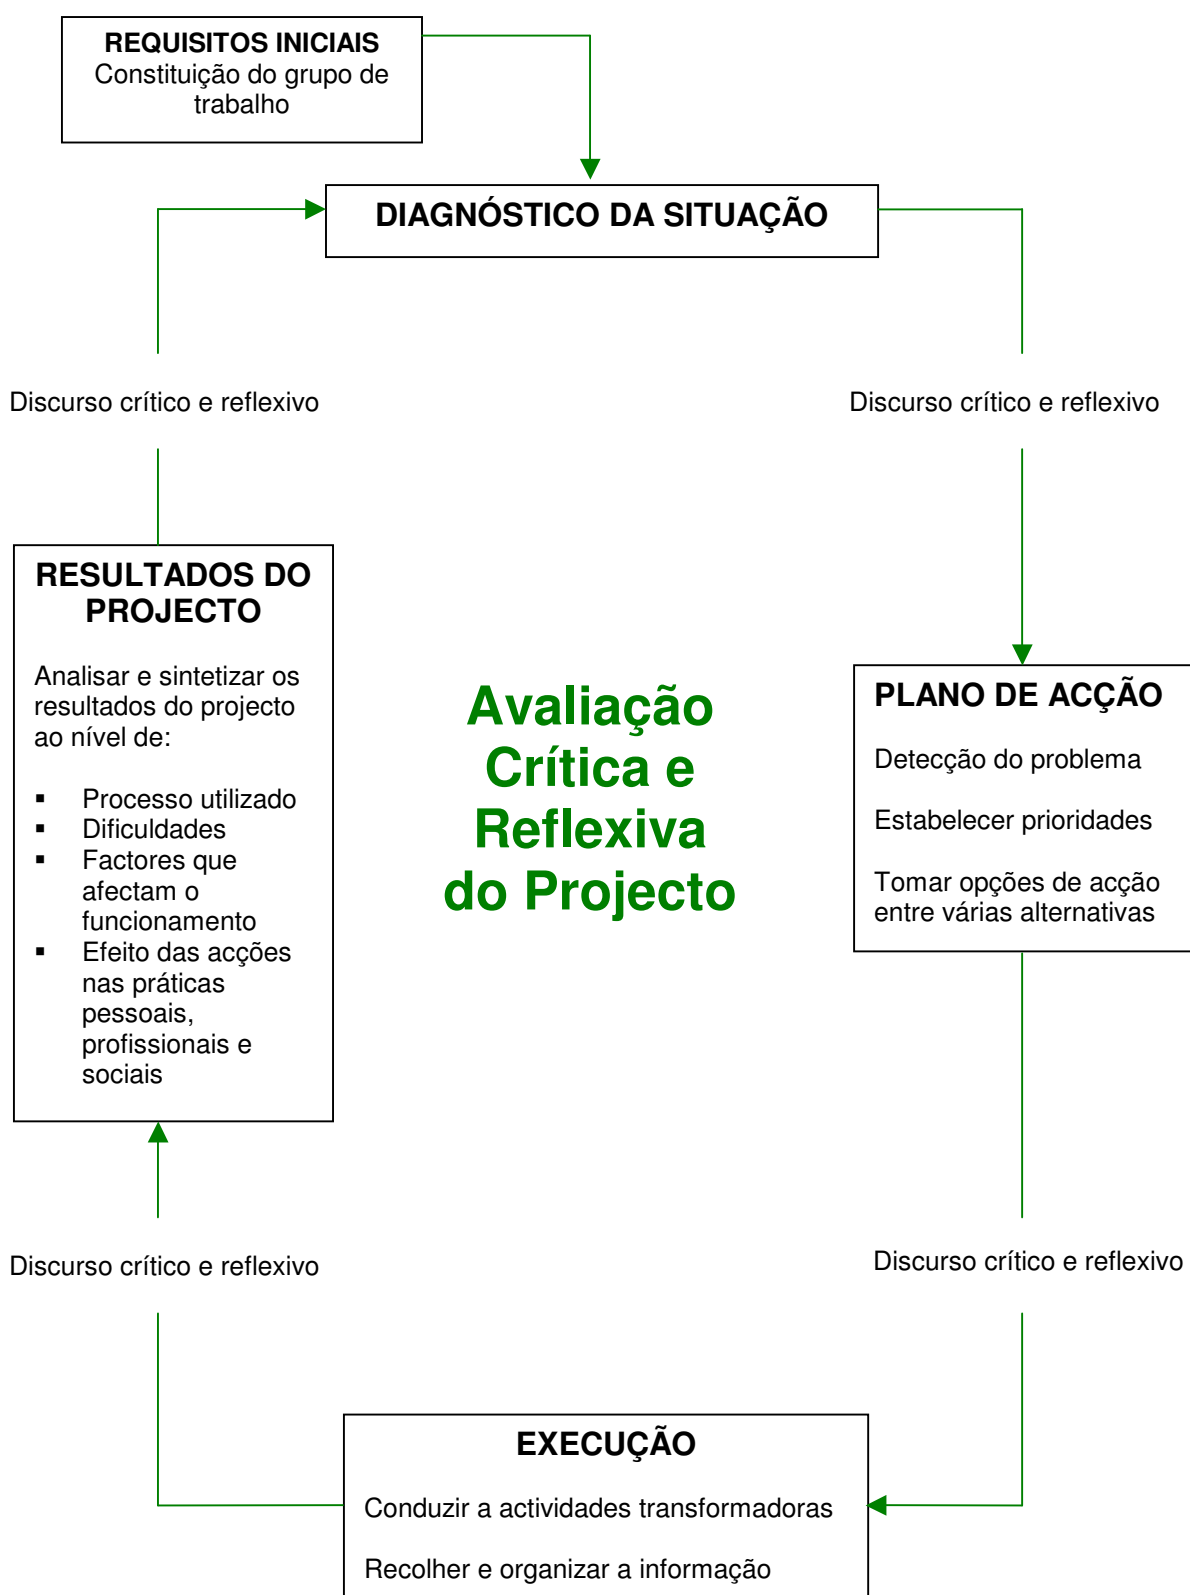 REQUISITOS INICIAIS
Constituição do grupo de
trabalho
DIAGNÓSTICO DA SITUAÇÃO
Discurso crítico e reflexivo
Discurso crítico e reflexivo
RESULTADOS DO
PROJECTO
Analisar e sintetizar os
resultados do projecto
ao nível de:
▪ Processo utilizado
▪ Dificuldades
▪ Factores que
afectam o
funcionamento
▪ Efeito das acções
nas práticas
pessoais,
profissionais e
sociais
Avaliação
Crítica e
Reflexiva
do Projecto
PLANO DE ACÇÃO
Detecção do problema
Estabelecer prioridades
Tomar opções de acção
entre várias alternativas
Discurso crítico e reflexivo
Discurso crítico e reflexivo
EXECUÇÃO
Conduzir a actividades transformadoras
Recolher e organizar a informação